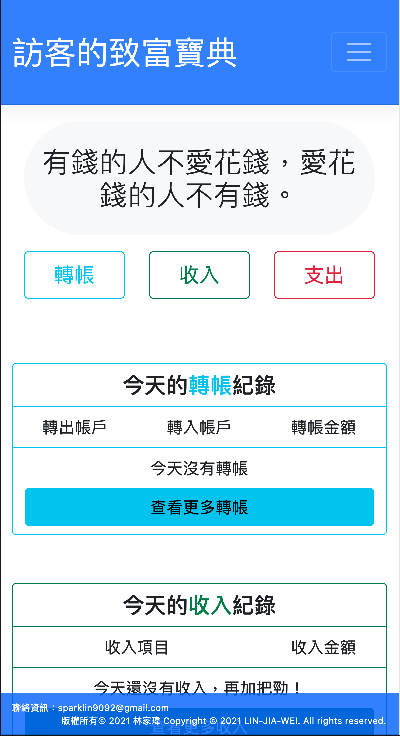 訪客的致富寶典
有錢的人不愛花錢，愛花
錢的人不有錢。
轉帳 收入 支出
今天的轉帳紀錄
轉出帳戶 轉入帳戶 轉帳金額
今天沒有轉帳
查看更多轉帳
今天的收入紀錄
收入項目 收入金額
今天還沒有收入，再加把勁！
聯絡資訊：sparklin9092@gmail.com
版權所有© 2021 林家瑋 Copyright © 2021 LIN-JIA-WEI. All rights reserved.
查看更多收入